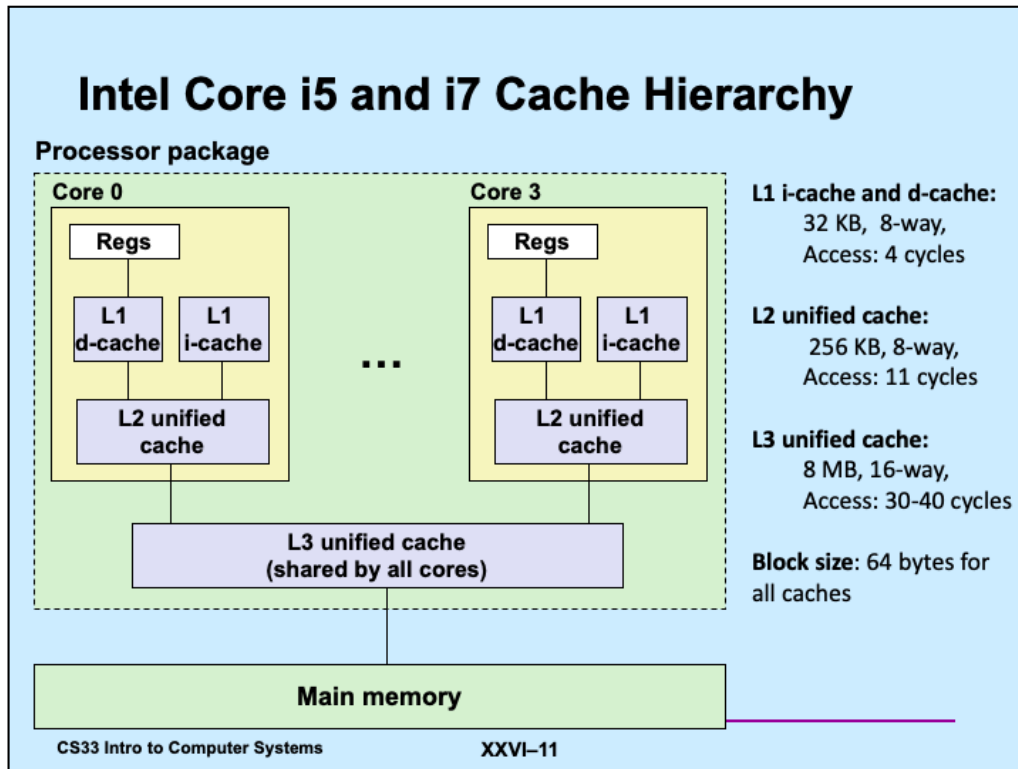 Intel Core i5 and i7 Cache Hierarchy
Processor package
Core 0
Regs
L1
d-cache
L1
i-cache
L2 unified
cache
...
Core 3
Regs
L1
d-cache
L1
i-cache
L2 unified
cache
L3 unified cache
(shared by all cores)
Main memory
L1 i-cache and d-cache:
32 KB, 8-way,
Access: 4 cycles
L2 unified cache:
256 KB, 8-way,
Access: 11 cycles
L3 unified cache:
8 MB, 16-way,
Access: 30-40 cycles
Block size: 64 bytes for
all caches
CS33 Intro to Computer Systems
XXVI–11